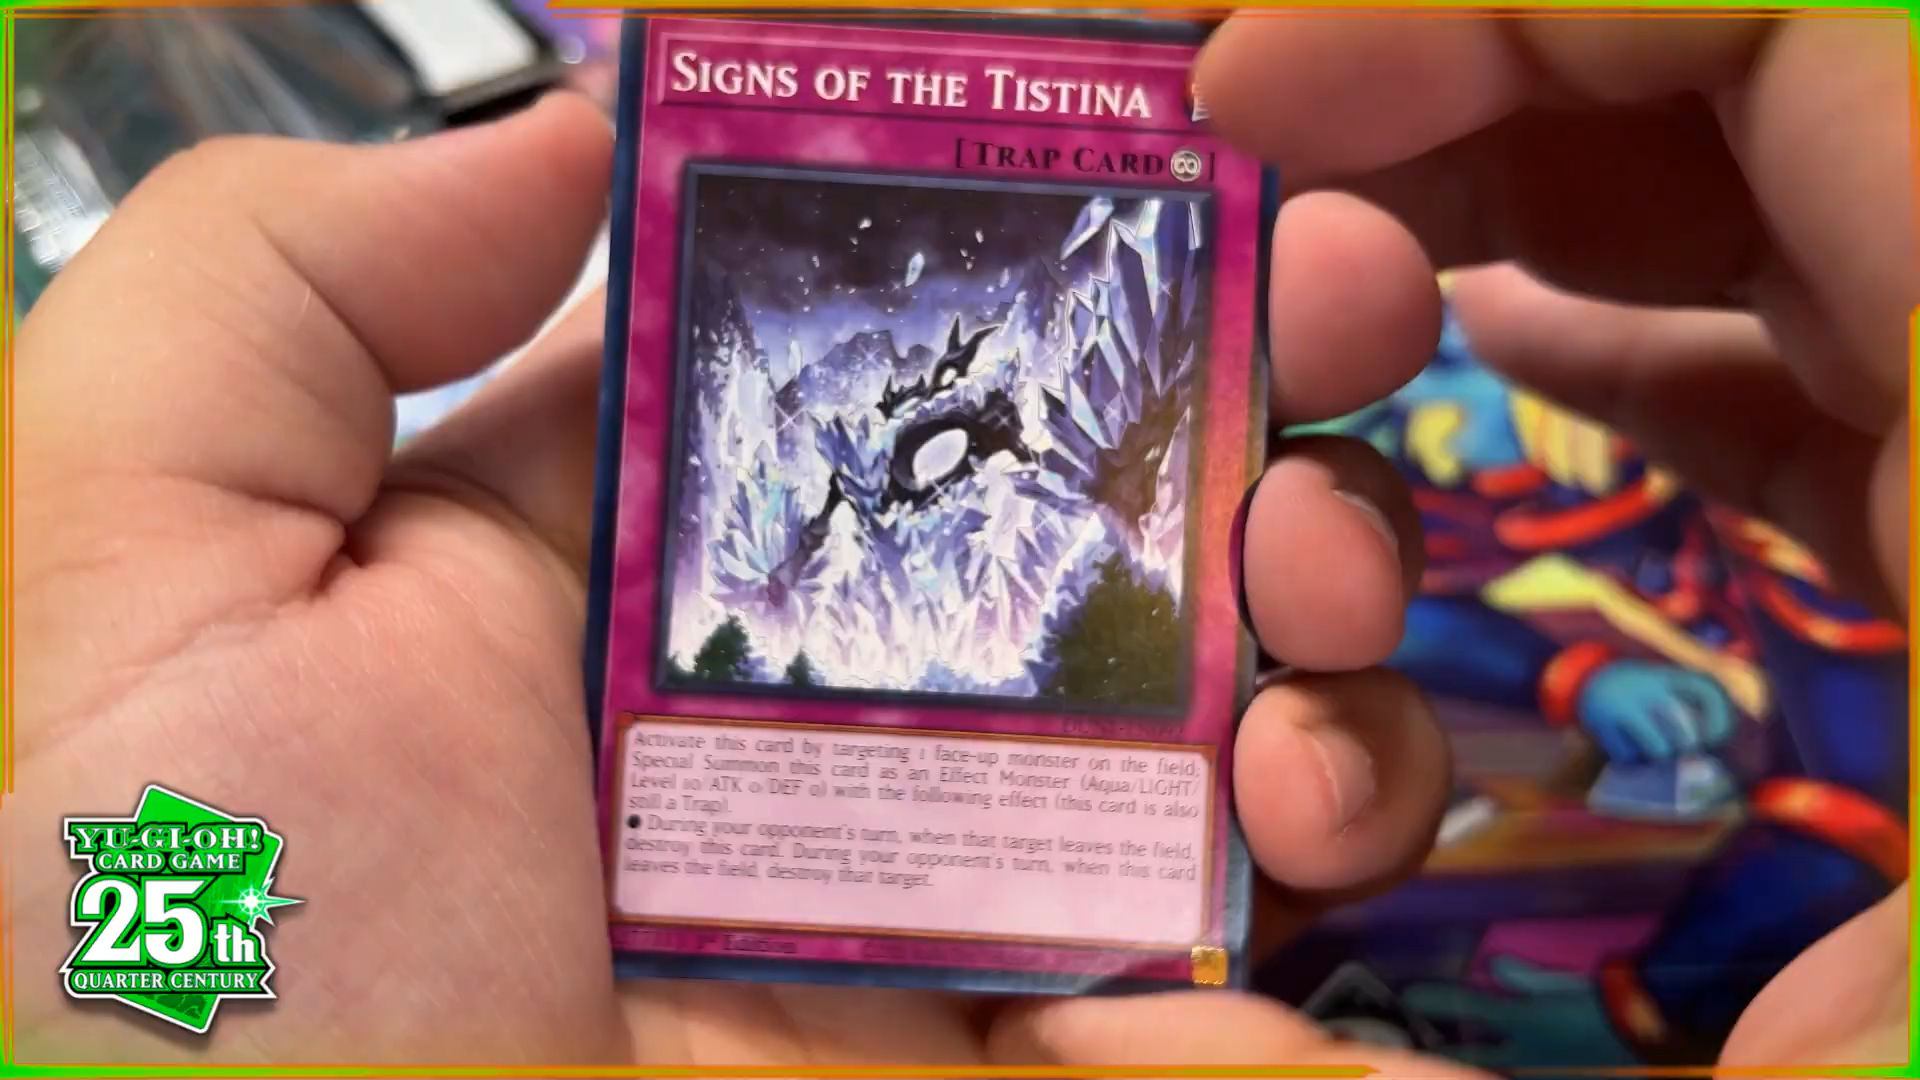 SIGNS OF THE TISTINA
[TRAP CARD]
Activate this card by targeting 1 face-up monster on the field;
Special Summon this card as an Effect Monster (Aqua/LIGHT/
Level 10/ATK 0/DEF 0) with the following effect (this card is also
still a Trap).
● During your opponent's turn, when that target leaves the field,
destroy this card. During your opponent's turn, when this card
leaves the field, destroy that target.
1st Edition
YU-GI-OH!
CARD GAME
25th
QUARTER CENTURY